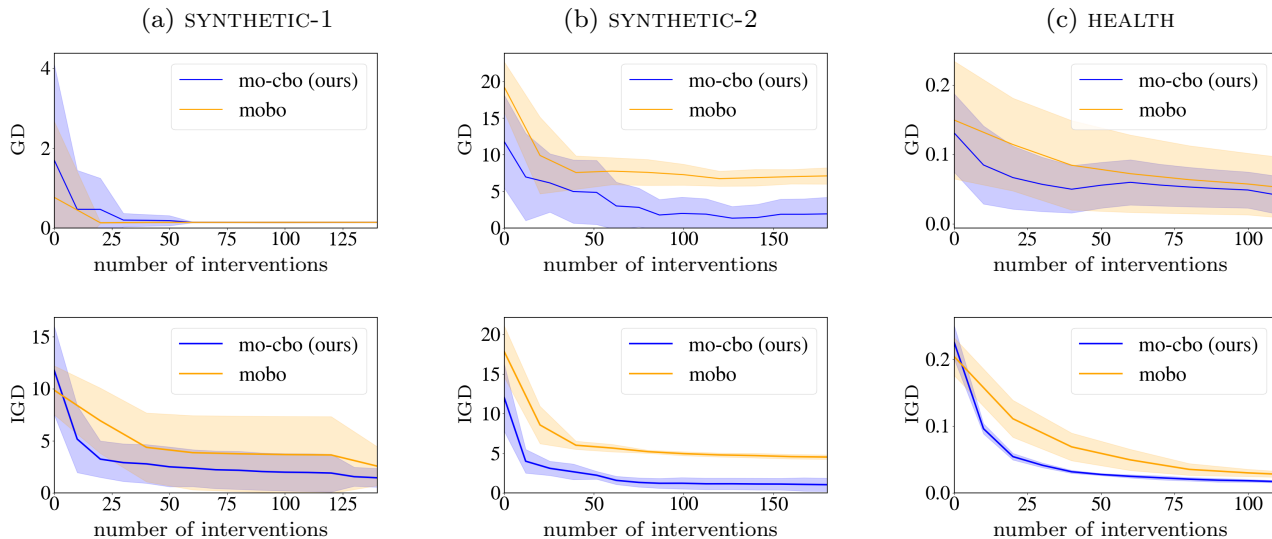 (a) SYNTHETIC-1
(b) SYNTHETIC-2
(c) HEALTH
GD
4
2
0
mo-cbo (ours)
mobo
0 25 50 75 100 125
number of interventions
GD
20
15
10
5
0
mo-cbo (ours)
mobo
0 50 100 150
number of interventions
GD
0.2
0.1
0.0
mo-cbo (ours)
mobo
0 25 50 75 100
number of interventions
IGD
15
10
5
0
mo-cbo (ours)
mobo
0 25 50 75 100 125
number of interventions
IGD
20
15
10
5
0
mo-cbo (ours)
mobo
0 50 100 150
number of interventions
IGD
0.2
0.1
0.0
mo-cbo (ours)
mobo
0 25 50 75 100
number of interventions